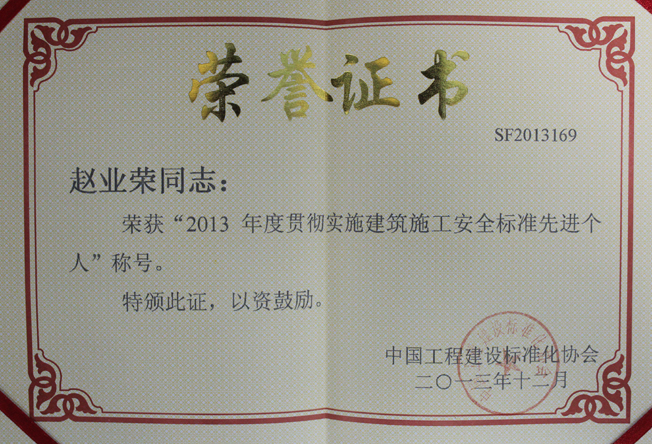 荣誉证书
SF2013169
赵业荣同志：
荣获“2013 年度贯彻实施建筑施工安全标准先进个
人”称号。
特颁此证，以资鼓励。
中国工程建设标准化协会
二〇一三年十二月